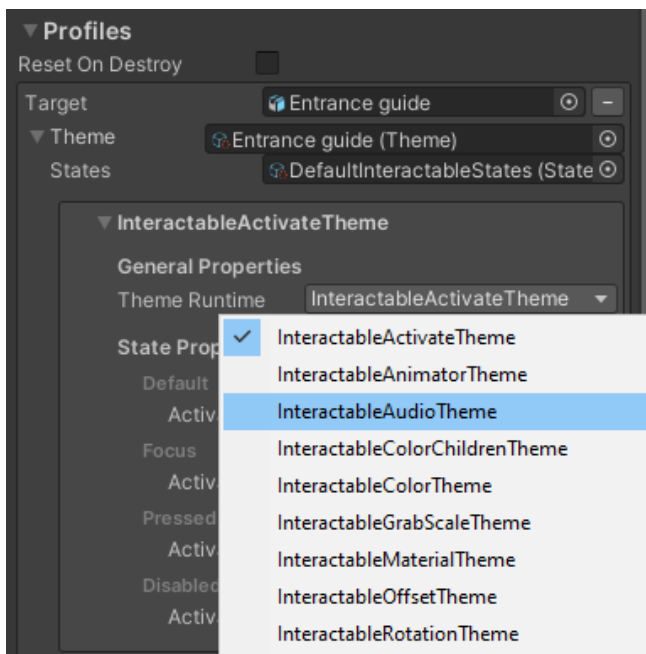 Profiles
Reset On Destroy
Target Entrance guide
Theme Entrance guide (Theme)
States DefaultInteractableStates (State
InteractableActivateTheme
General Properties
Theme Runtime InteractableActivateTheme
State Prop
Default
Activ
Focus
Activ
Pressed
Activ
Disabled
Activ
InteractableActivateTheme
InteractableAnimatorTheme
InteractableAudioTheme
InteractableColorChildrenTheme
InteractableColorTheme
InteractableGrabScaleTheme
InteractableMaterialTheme
InteractableOffsetTheme
InteractableRotationTheme